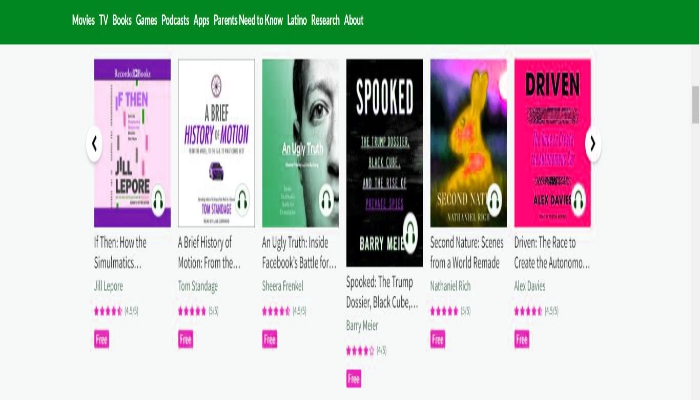 Movies TV Books Games Podcasts Apps Parents Need to Know Latino Research About
Recorded Books
IF THEN
JILL
LEPORE
A BRIEF
HISTORY OF MOTION
TOM STANDAGE
An Ugly Truth
SPOOKED
THE TRUMP DOSSIER,
BLACK CUBE,
AND THE RISE OF
PRIVATE SPIES
BARRY MEIE
SECOND NAT
NATHANIEL RICH
DRIVEN
ALEX DAVIES
If Then: How the
Simulmatics...
Jill Lepore
(4.5/5)
Free
A Brief History of
Motion: From the...
Tom Standage
(5/5)
Free
An Ugly Truth: Inside
Facebook's Battle for...
Sheera Frenkel
(4.5/5)
Free
Spooked: The Trump
Dossier, Black Cube,...
Barry Meier
(4/5)
Free
Second Nature: Scenes
from a World Remade
Nathaniel Rich
(5/5)
Free
Driven: The Race to
Create the Autonomo...
Alex Davies
(4.5/5)
Free